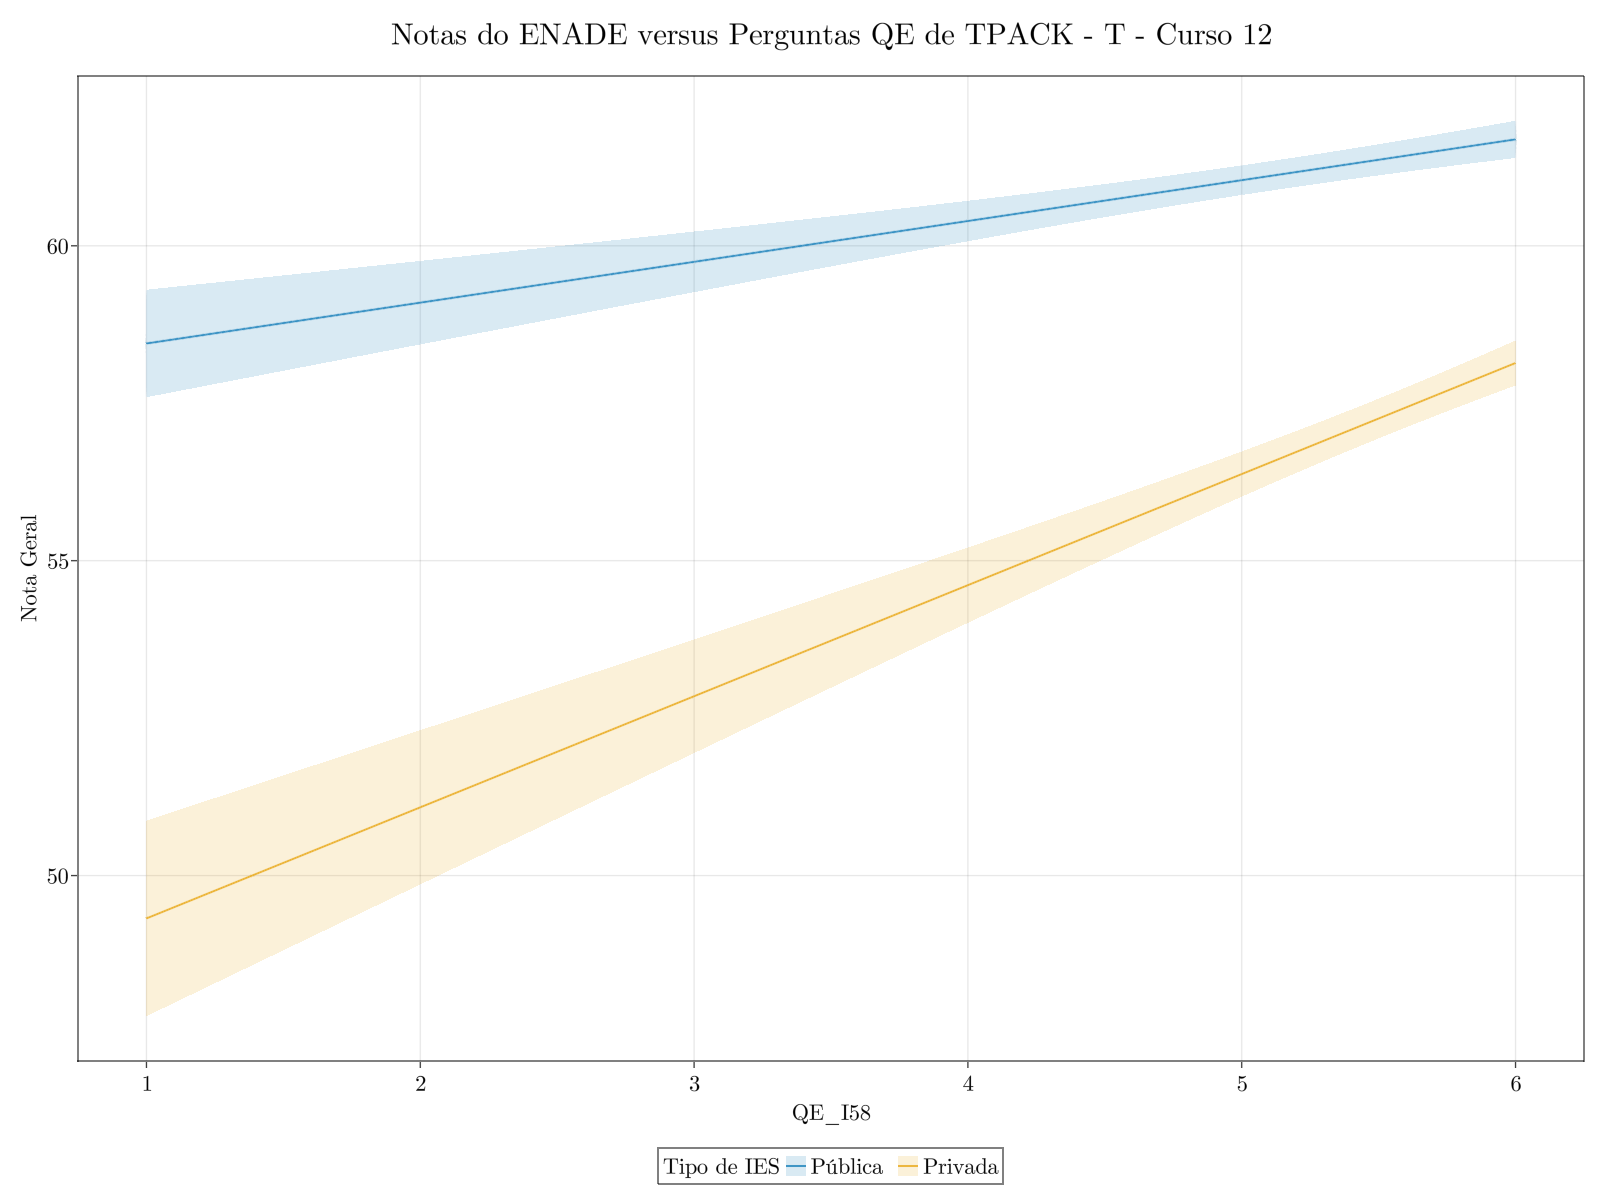 Notas do ENADE versus Perguntas QE de TPACK - T - Curso 12
Nota Geral
60
55
50
1 2 3 4 5 6
QE_I58
Tipo de IES Pública Privada